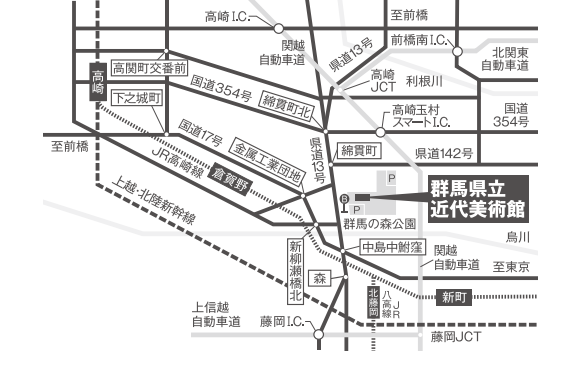 高崎 I.C.
至前橋
関越
自動車道
県道13号
前橋南 I.C.
北関東
自動車道
高関町交番前
高崎
高崎
JCT
利根川
国道 354号
下之城町
綿貫町北
高崎玉村
スマート I.C.
国道
354号
国道17号
至前橋
JR高崎線
金属工業団地
県道13号
綿貫町
県道142号
倉賀野
上越・北陸新幹線
P
B
P
群馬県立
近代美術館
群馬の森公園
烏川
新柳瀬橋北
中島中鮒窪
関越
自動車道
至東京
森
北藤岡
JR
八高線
新町
上信越
自動車道
藤岡 I.C.
藤岡JCT